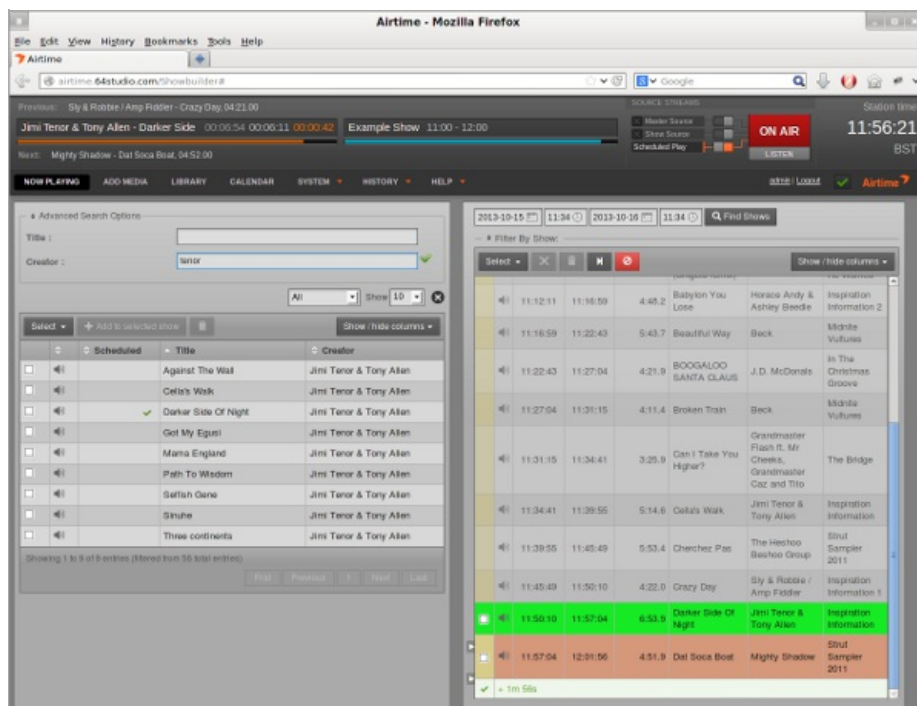 Airtime - Mozilla Firefox
File Edit View History Bookmarks Tools Help
Airtime
airtime.64studio.com/Showbuilder#
Google
Previous: Sly & Robbie / Amp Fiddler - Crazy Day, 04:21.00
Jimi Tenor & Tony Allen - Darker Side 00:06:54 00:06:11 00:00:42
Example Show 11:00 - 12:00
Next: Mighty Shadow - Dat Soca Boat, 04:52.00
SOURCE STREAMS
Master Source
Show Source
Scheduled Play
ON AIR
LISTEN
Station time
11:56:21
BST
NOW PLAYING ADD MEDIA LIBRARY CALENDAR SYSTEM HISTORY HELP
admin | Logout
Airtime
Advanced Search Options
Title :
Creator : tenor
All Show 10
Select + Add to selected show Show / hide columns
Scheduled Title Creator
Against The Wall Jimi Tenor & Tony Allen
Cella's Walk Jimi Tenor & Tony Allen
Darker Side Of Night Jimi Tenor & Tony Allen
Got My Egusi Jimi Tenor & Tony Allen
Mama England Jimi Tenor & Tony Allen
Path To Wisdom Jimi Tenor & Tony Allen
Selfish Gene Jimi Tenor & Tony Allen
Sinuhe Jimi Tenor & Tony Allen
Three continents Jimi Tenor & Tony Allen
Showing 1 to 9 of 9 entries (filtered from 56 total entries)
First Previous 1 Next Last
2013-10-15 11:34 2013-10-16 11:34 Find Shows
Filter By Show:
Select Show / hide columns
11:12:11 11:16:59 4:48.2 Babylon You Lose Horace Andy & Ashley Beedle Inspiration Information 2
11:16:59 11:22:43 5:43.7 Beautiful Way Beck Midnite Vultures
11:22:43 11:27:04 4:21.9 BOOGALOO SANTA CLAUS J.D. McDonals In The Christmas Groove
11:27:04 11:31:15 4:11.4 Broken Train Beck Midnite Vultures
11:31:15 11:34:41 3:25.9 Can I Take You Higher? Grandmaster Flash ft. Mr Cheeks, Grandmaster Caz and Tito The Bridge
11:34:41 11:39:55 5:14.6 Cella's Walk Jimi Tenor & Tony Allen Inspiration Information
11:39:55 11:45:49 5:53.4 Cherchez Pas The Heshoo Beshoo Group Strut Sampler 2011
11:45:49 11:50:10 4:22.0 Crazy Day Sly & Robbie / Amp Fiddler Inspiration Information 1
11:50:10 11:57:04 6:53.9 Darker Side Of Night Jimi Tenor & Tony Allen Inspiration Information
11:57:04 12:01:56 4:51.9 Dat Soca Boat Mighty Shadow Strut Sampler 2011
+ 1m 56s